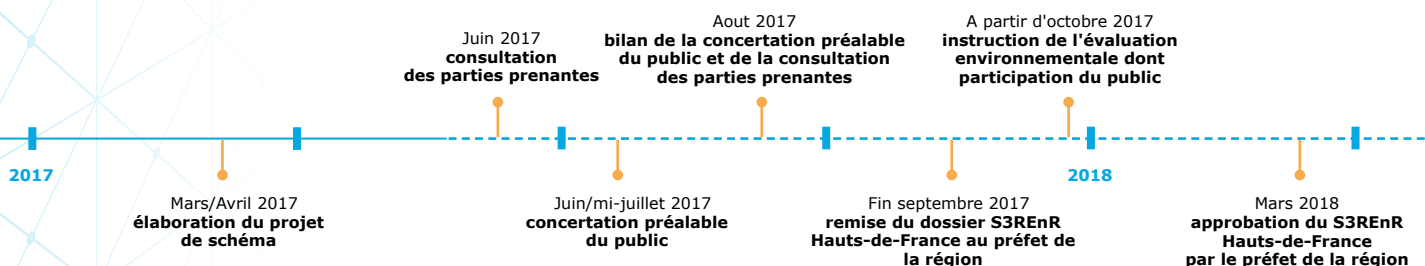 Juin 2017
consultation
des parties prenantes
Aout 2017
bilan de la concertation préalable
du public et de la consultation
des parties prenantes
A partir d'octobre 2017
instruction de l'évaluation
environnementale dont
participation du public
2017
2018
Mars/Avril 2017
élaboration du projet
de schéma
Juin/mi-juillet 2017
concertation préalable
du public
Fin septembre 2017
remise du dossier S3REnR
Hauts-de-France au préfet de
la région
Mars 2018
approbation du S3REnR
Hauts-de-France
par le préfet de la région